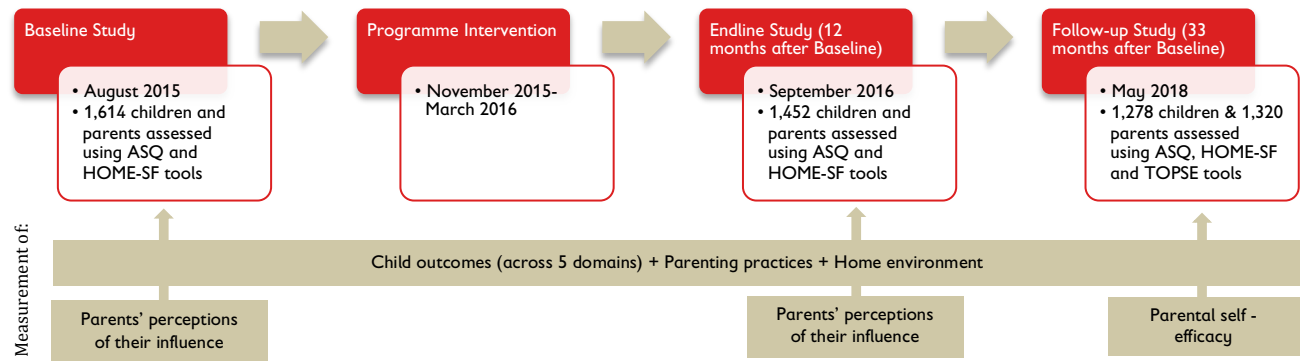 Baseline Study
• August 2015
• 1,614 children and
parents assessed
using ASQ and
HOME-SF tools
Programme Intervention
• November 2015-
March 2016
Endline Study (12
months after Baseline)
• September 2016
• 1,452 children and
parents assessed
using ASQ and
HOME-SF tools
Follow-up Study (33
months after Baseline)
• May 2018
• 1,278 children & 1,320
parents assessed
using ASQ, HOME-SF
and TOPSE tools
Measurement of:
Child outcomes (across 5 domains) + Parenting practices + Home environment
Parents’ perceptions
of their influence
Parents’ perceptions
of their influence
Parental self -
efficacy